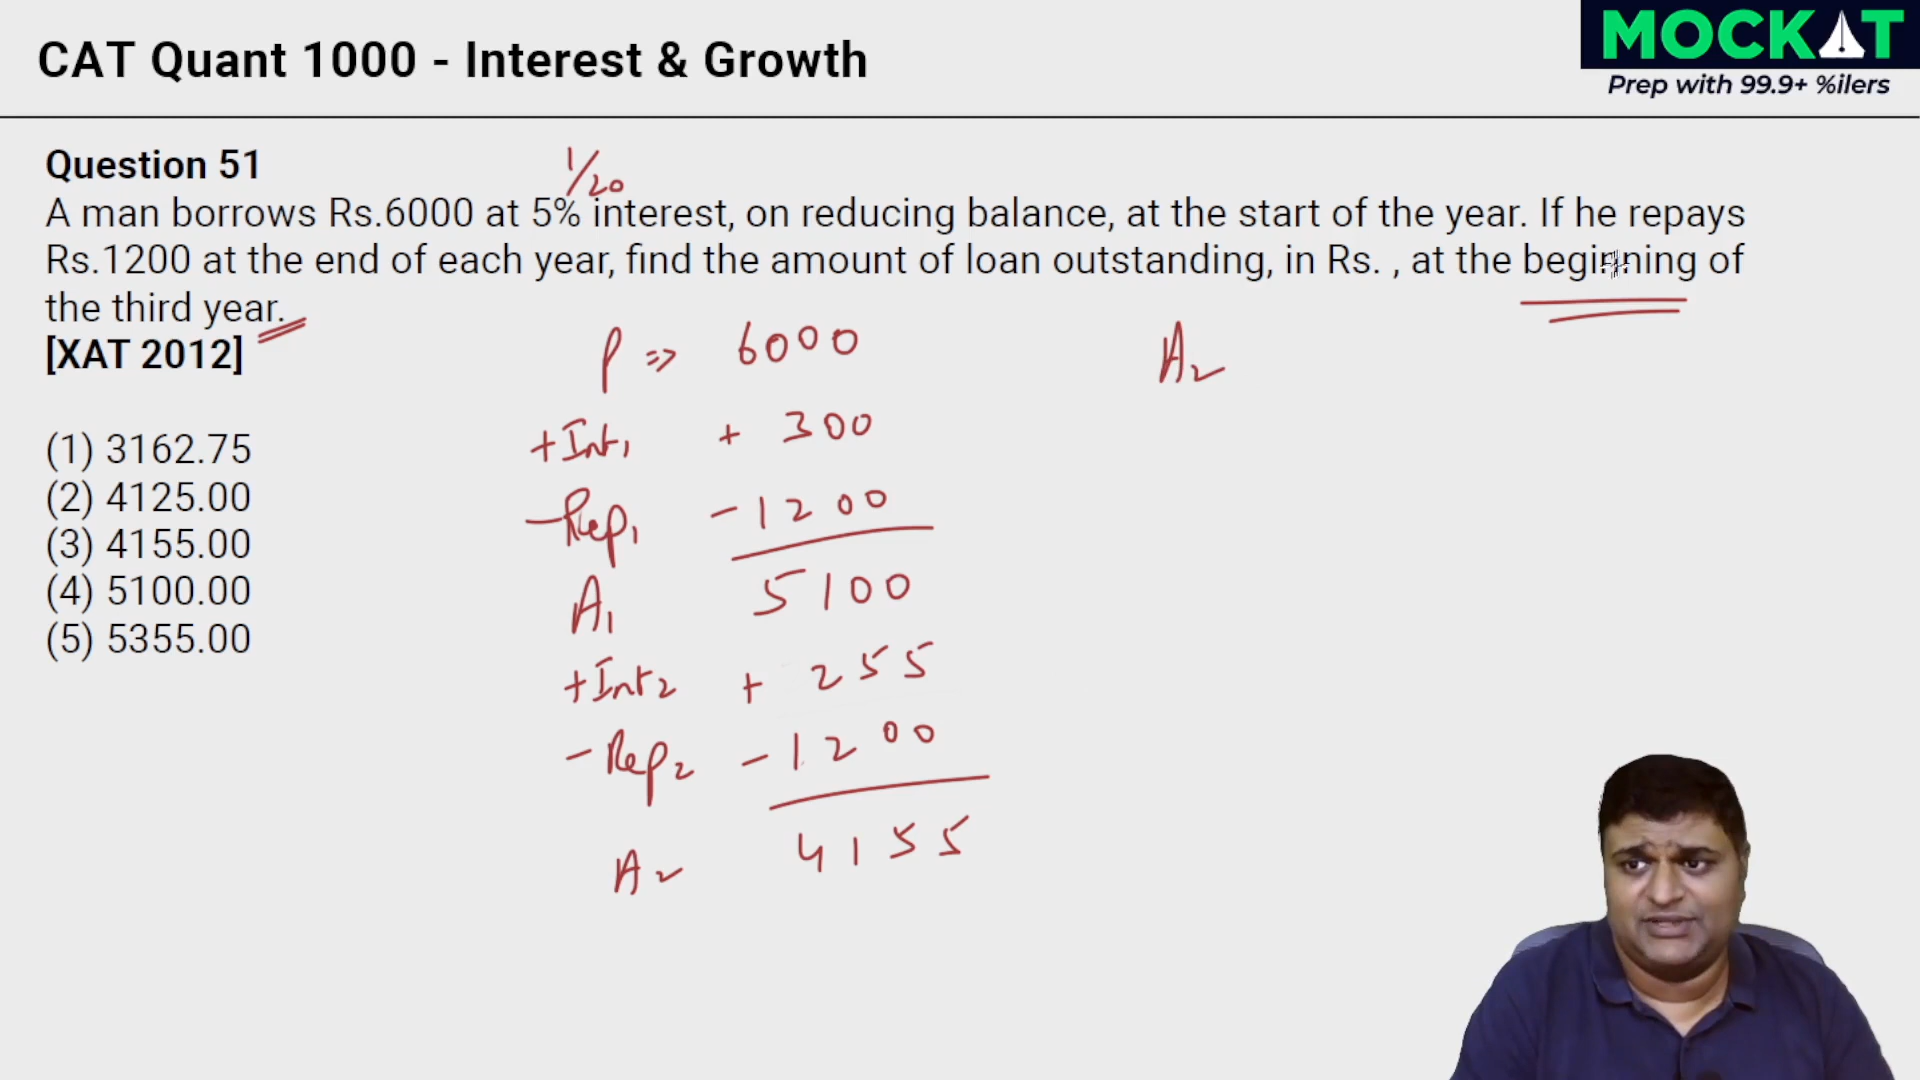 CAT Quant 1000 - Interest & Growth
MOCKAT
Prep with 99.9+ %ilers
Question 51
1/20
A man borrows Rs.6000 at 5% interest, on reducing balance, at the start of the year. If he repays
Rs.1200 at the end of each year, find the amount of loan outstanding, in Rs. , at the beginning of
the third year.
[XAT 2012]
(1) 3162.75
(2) 4125.00
(3) 4155.00
(4) 5100.00
(5) 5355.00
P => 6000
+Int1 + 300
-Rep1 -1200
A1 5100
+Int2 + 255
-Rep2 -1200
A2 4155
A2